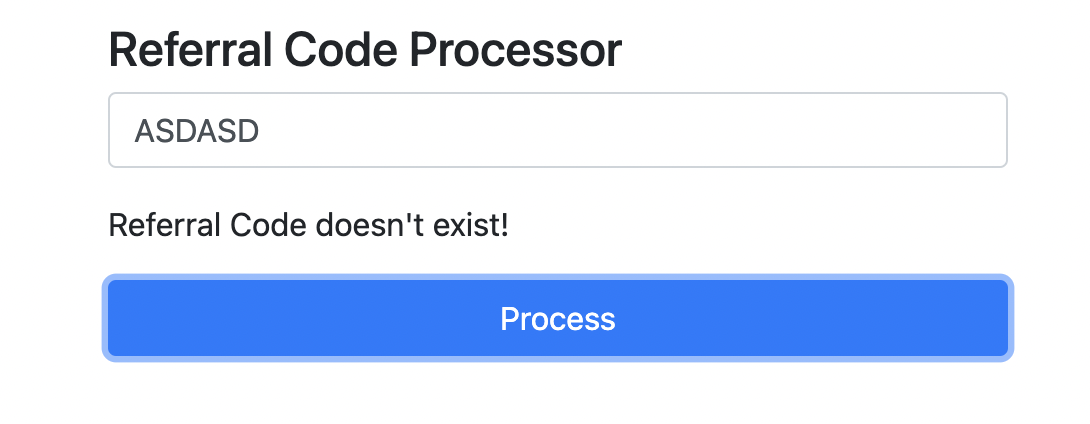 Referral Code Processor
ASDASD
Referral Code doesn't exist!
Process